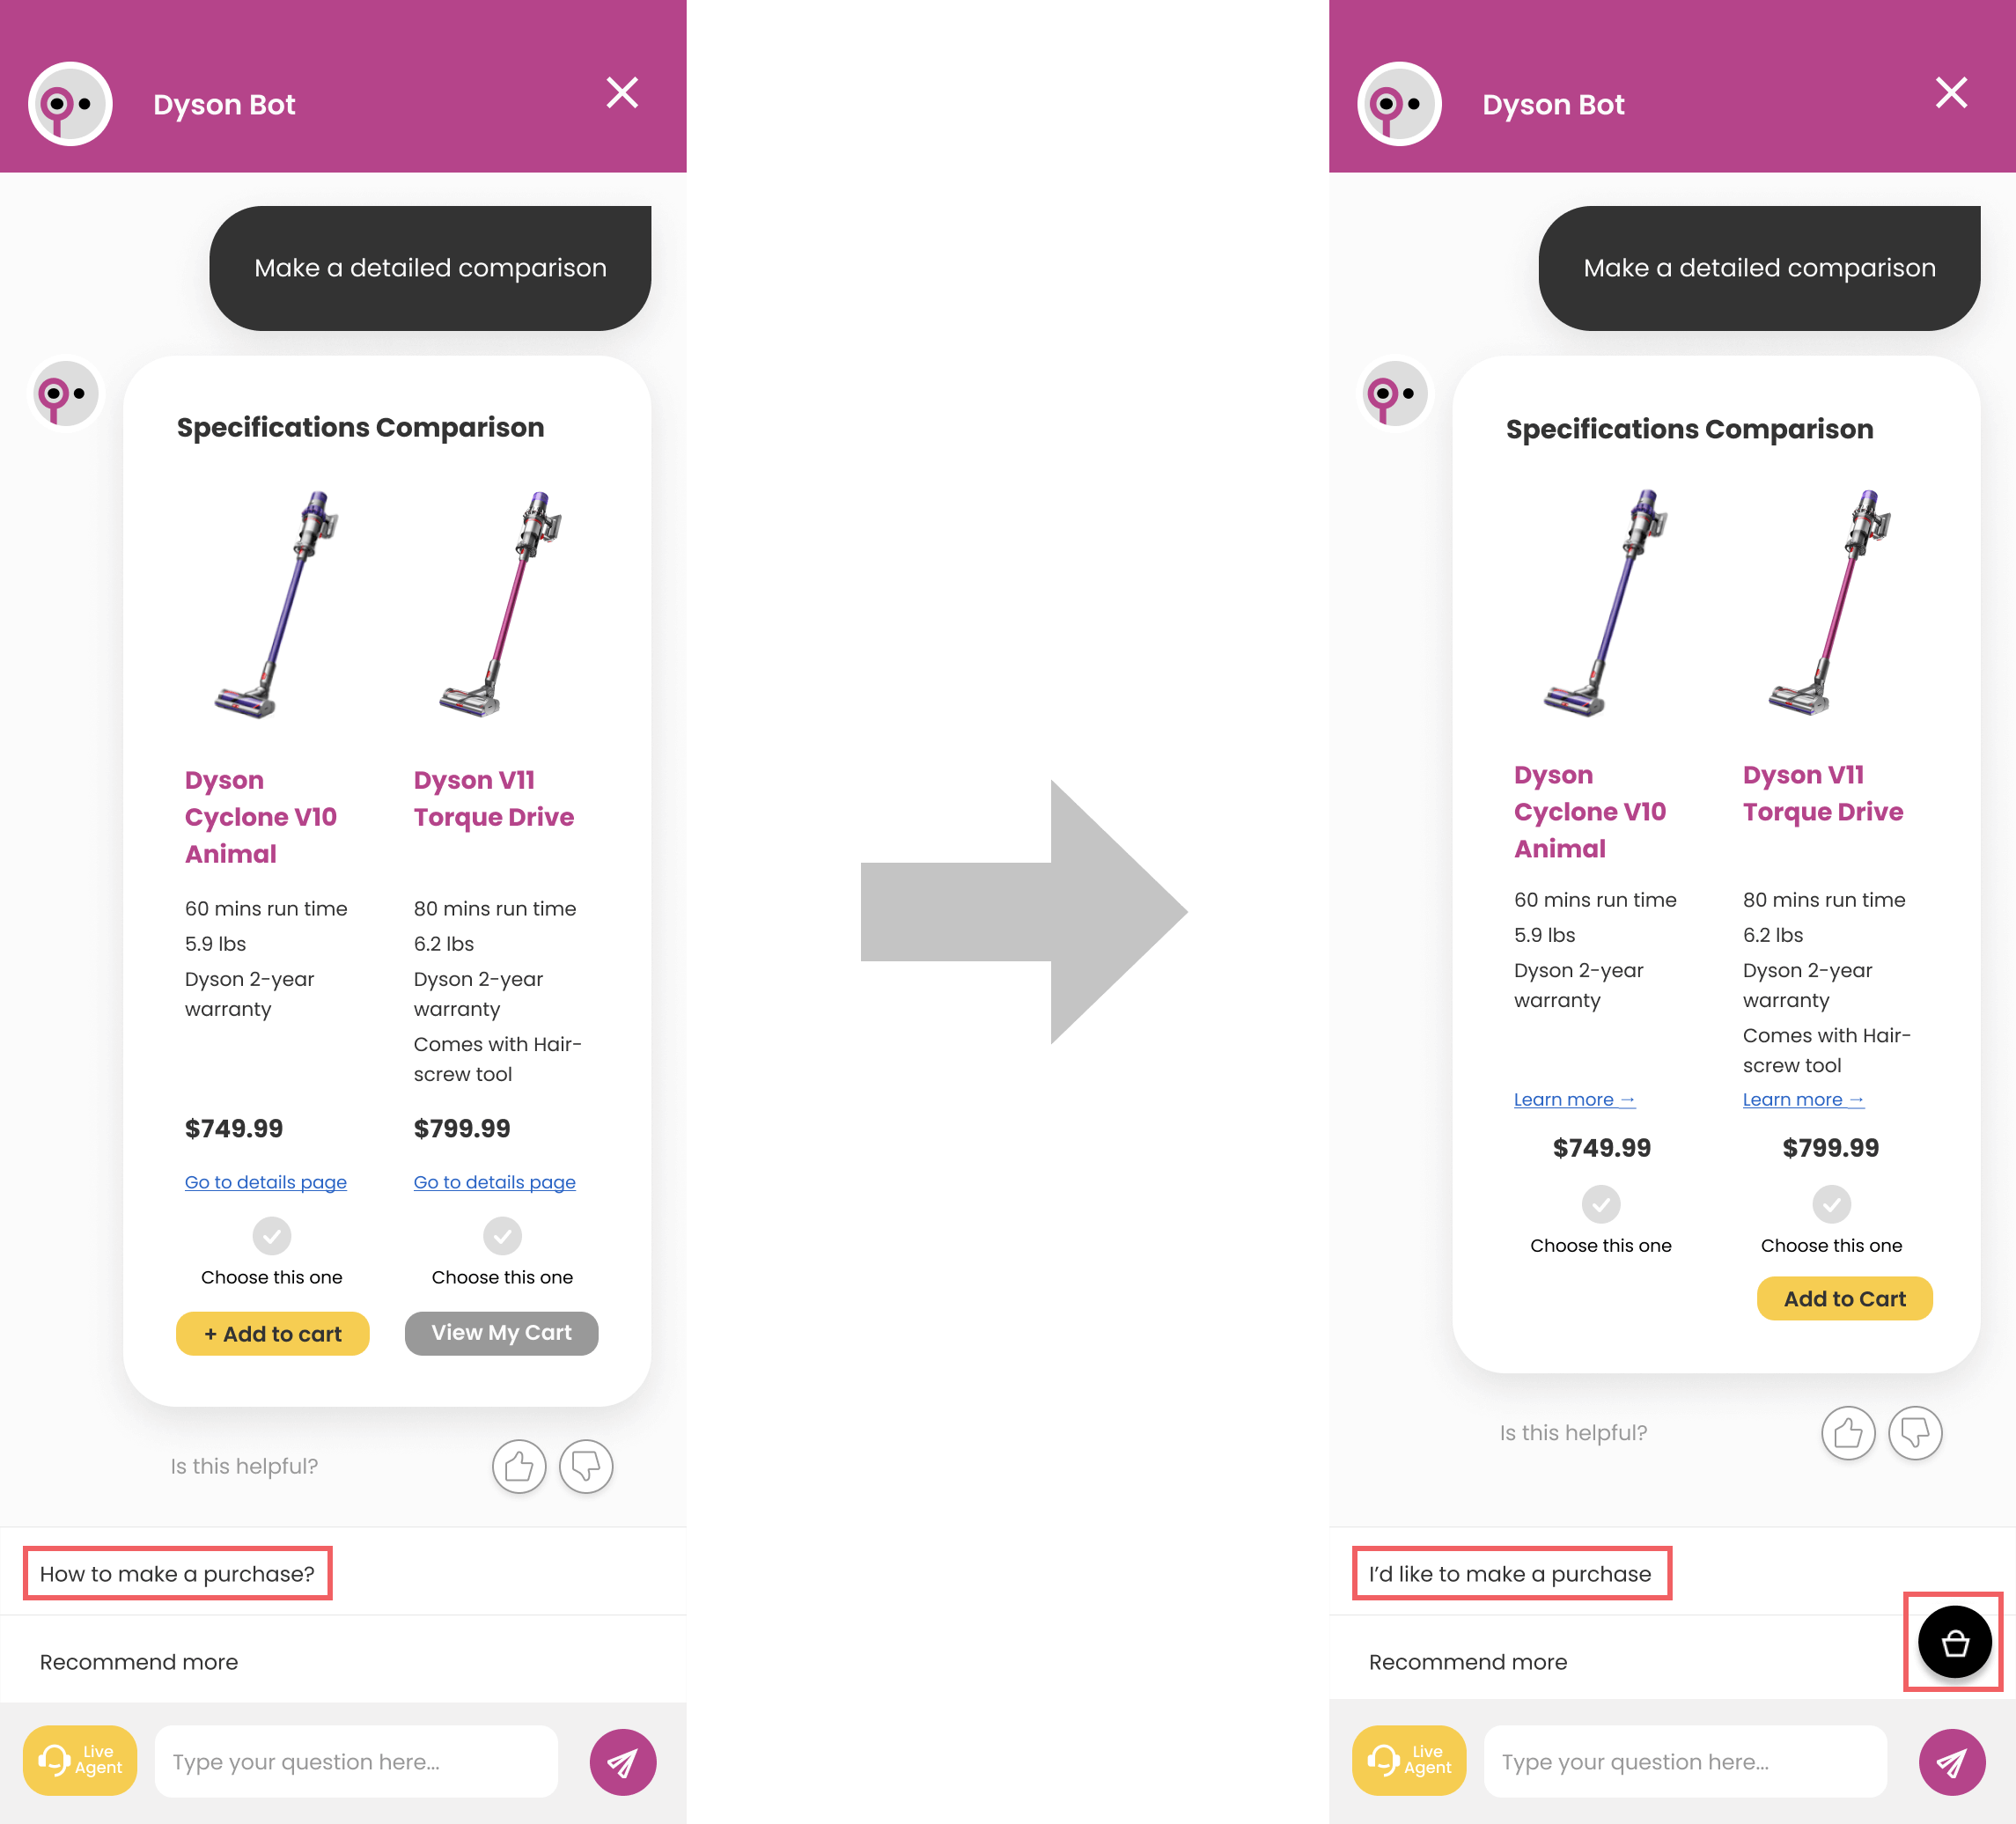 Dyson Bot
Make a detailed comparison
Specifications Comparison
Dyson
Cyclone V10
Animal
60 mins run time
5.9 lbs
Dyson 2-year
warranty
$749.99
Go to details page
Choose this one
+ Add to cart
Dyson V11
Torque Drive
80 mins run time
6.2 lbs
Dyson 2-year
warranty
Comes with Hair-
screw tool
$799.99
Go to details page
Choose this one
View My Cart
Is this helpful?
How to make a purchase?
Recommend more
Live
Agent
Type your question here...
Dyson Bot
Make a detailed comparison
Specifications Comparison
Dyson
Cyclone V10
Animal
60 mins run time
5.9 lbs
Dyson 2-year
warranty
Learn more →
$749.99
Choose this one
Dyson V11
Torque Drive
80 mins run time
6.2 lbs
Dyson 2-year
warranty
Comes with Hair-
screw tool
Learn more →
$799.99
Choose this one
Add to Cart
Is this helpful?
I'd like to make a purchase
Recommend more
Live
Agent
Type your question here...